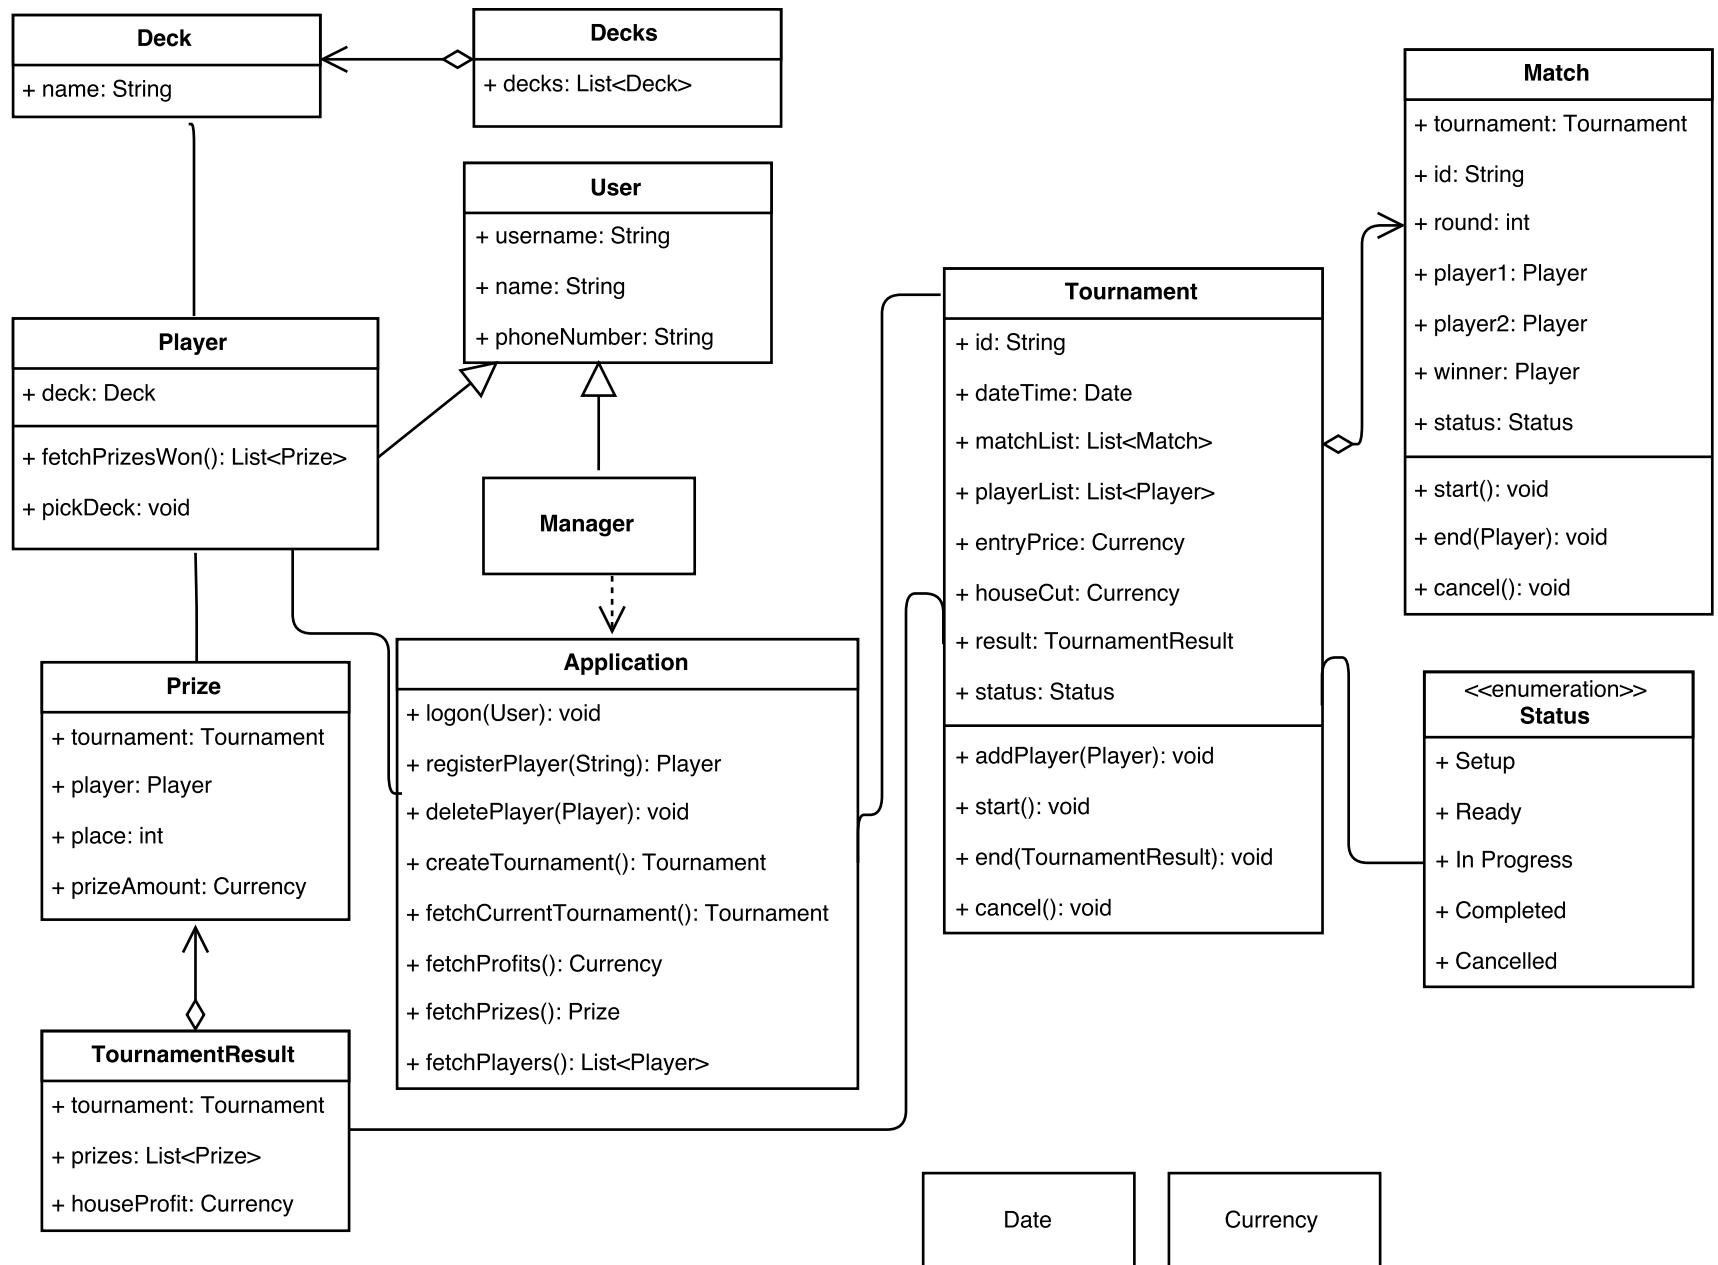 Deck
+ name: String
Decks
+ decks: List<Deck>
User
+ username: String
+ name: String
+ phoneNumber: String
Player
+ deck: Deck
+ fetchPrizesWon(): List<Prize>
+ pickDeck: void
Manager
Prize
+ tournament: Tournament
+ player: Player
+ place: int
+ prizeAmount: Currency
Application
+ logon(User): void
+ registerPlayer(String): Player
+ deletePlayer(Player): void
+ createTournament(): Tournament
+ fetchCurrentTournament(): Tournament
+ fetchProfits(): Currency
+ fetchPrizes(): Prize
+ fetchPlayers(): List<Player>
TournamentResult
+ tournament: Tournament
+ prizes: List<Prize>
+ houseProfit: Currency
Tournament
+ id: String
+ dateTime: Date
+ matchList: List<Match>
+ playerList: List<Player>
+ entryPrice: Currency
+ houseCut: Currency
+ result: TournamentResult
+ status: Status
+ addPlayer(Player): void
+ start(): void
+ end(TournamentResult): void
+ cancel(): void
Match
+ tournament: Tournament
+ id: String
+ round: int
+ player1: Player
+ player2: Player
+ winner: Player
+ status: Status
+ start(): void
+ end(Player): void
+ cancel(): void
<<enumeration>>
Status
+ Setup
+ Ready
+ In Progress
+ Completed
+ Cancelled
Date
Currency